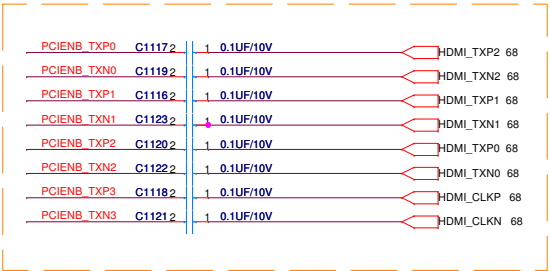 PCIENB_TXP0 C1117 2 1 0.1UF/10V HDMI_TXP2 68
PCIENB_TXN0 C1119 2 1 0.1UF/10V HDMI_TXN2 68
PCIENB_TXP1 C1116 2 1 0.1UF/10V HDMI_TXP1 68
PCIENB_TXN1 C1123 2 1 0.1UF/10V HDMI_TXN1 68
PCIENB_TXP2 C1120 2 1 0.1UF/10V HDMI_TXP0 68
PCIENB_TXN2 C1122 2 1 0.1UF/10V HDMI_TXN0 68
PCIENB_TXP3 C1118 2 1 0.1UF/10V HDMI_CLKP 68
PCIENB_TXN3 C1121 2 1 0.1UF/10V HDMI_CLKN 68